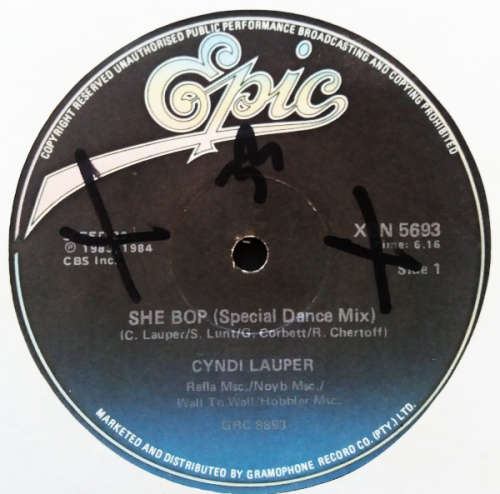 COPYRIGHT RESERVED UNAUTHORISED PUBLIC PERFORMANCE BROADCASTING AND COPYING PROHIBITED
Epic
℗ 1983, 1984
CBS Inc.
5693
Time: 6.16
Side 1
SHE BOP (Special Dance Mix)
(C. Lauper/S. Lunt/G. Corbett/R. Chertoff)
CYNDI LAUPER
Rella Msc./Noyb Msc./
Wall To Wall/Hobbler Msc.
GRC 8893
MARKETED AND DISTRIBUTED BY GRAMOPHONE RECORD CO. (PTY.) LTD.